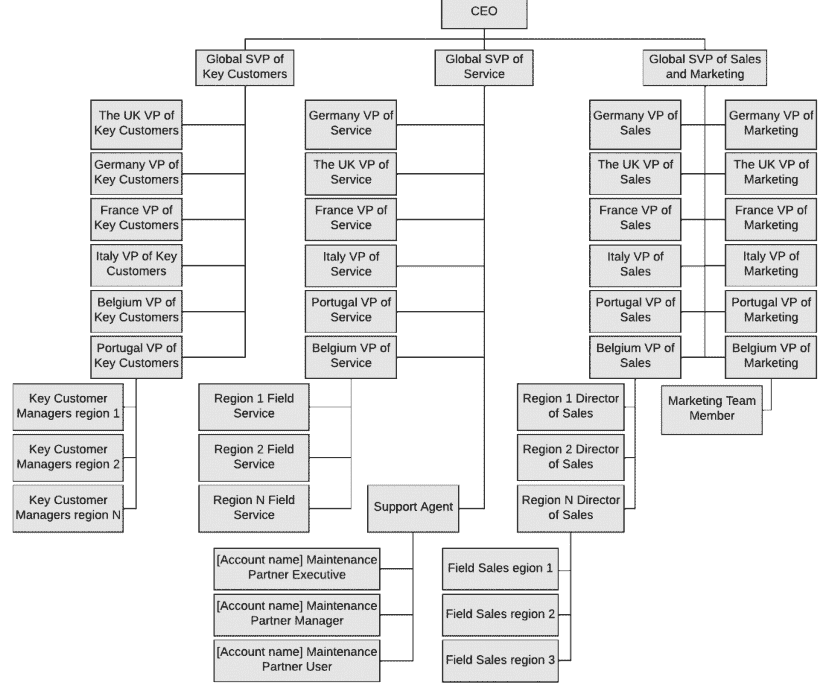 CEO
Global SVP of
Key Customers
Global SVP of
Service
Global SVP of Sales
and Marketing
The UK VP of
Key Customers
Germany VP of
Key Customers
France VP of
Key Customers
Italy VP of Key
Customers
Belgium VP of
Key Customers
Portugal VP of
Key Customers
Key Customer
Managers region 1
Key Customer
Managers region 2
Key Customer
Managers region N
Germany VP of
Service
The UK VP of
Service
France VP of
Service
Italy VP of
Service
Portugal VP of
Service
Belgium VP of
Service
Region 1 Field
Service
Region 2 Field
Service
Region N Field
Service
Support Agent
[Account name] Maintenance
Partner Executive
[Account name] Maintenance
Partner Manager
[Account name] Maintenance
Partner User
Germany VP of
Sales
The UK VP of
Sales
France VP of
Sales
Italy VP of
Sales
Portugal VP of
Sales
Belgium VP of
Sales
Region 1 Director
of Sales
Region 2 Director
of Sales
Region N Director
of Sales
Field Sales egion 1
Field Sales region 2
Field Sales region 3
Germany VP of
Marketing
The UK VP of
Marketing
France VP of
Marketing
Italy VP of
Marketing
Portugal VP of
Marketing
Belgium VP of
Marketing
Marketing Team
Member